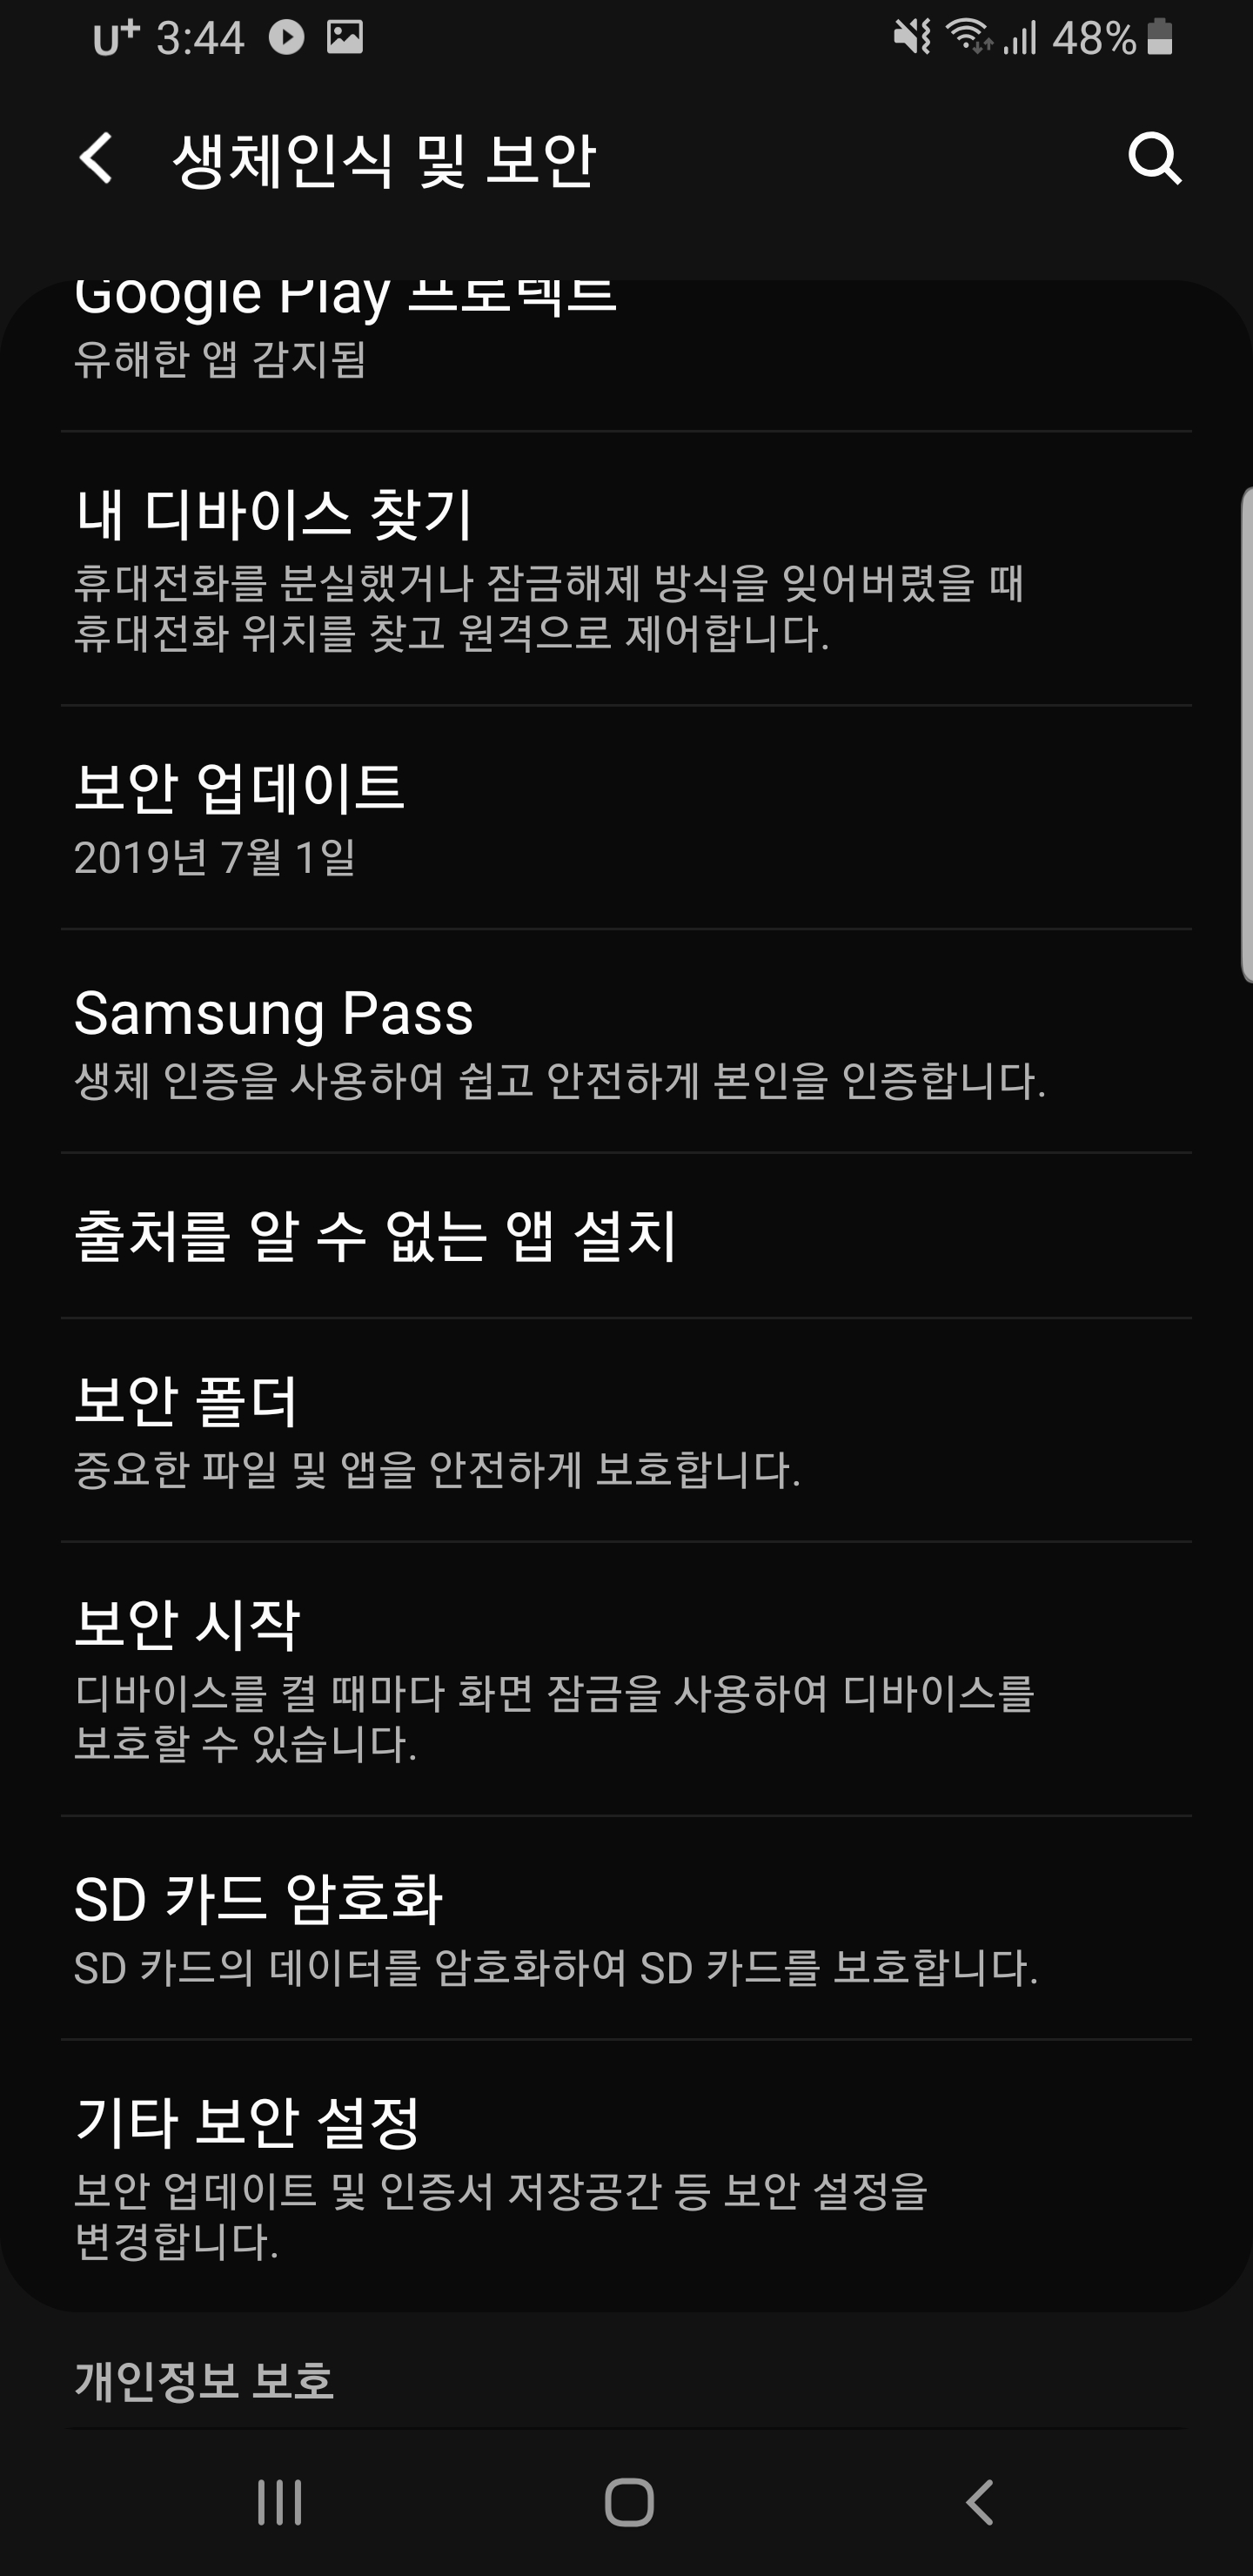 U+ 3:44 48%
생체인식 및 보안
Google Play 프로텍트
유해한 앱 감지됨
내 디바이스 찾기
휴대전화를 분실했거나 잠금해제 방식을 잊어버렸을 때
휴대전화 위치를 찾고 원격으로 제어합니다.
보안 업데이트
2019년 7월 1일
Samsung Pass
생체 인증을 사용하여 쉽고 안전하게 본인을 인증합니다.
출처를 알 수 없는 앱 설치
보안 폴더
중요한 파일 및 앱을 안전하게 보호합니다.
보안 시작
디바이스를 켤 때마다 화면 잠금을 사용하여 디바이스를
보호할 수 있습니다.
SD 카드 암호화
SD 카드의 데이터를 암호화하여 SD 카드를 보호합니다.
기타 보안 설정
보안 업데이트 및 인증서 저장공간 등 보안 설정을
변경합니다.
개인정보 보호